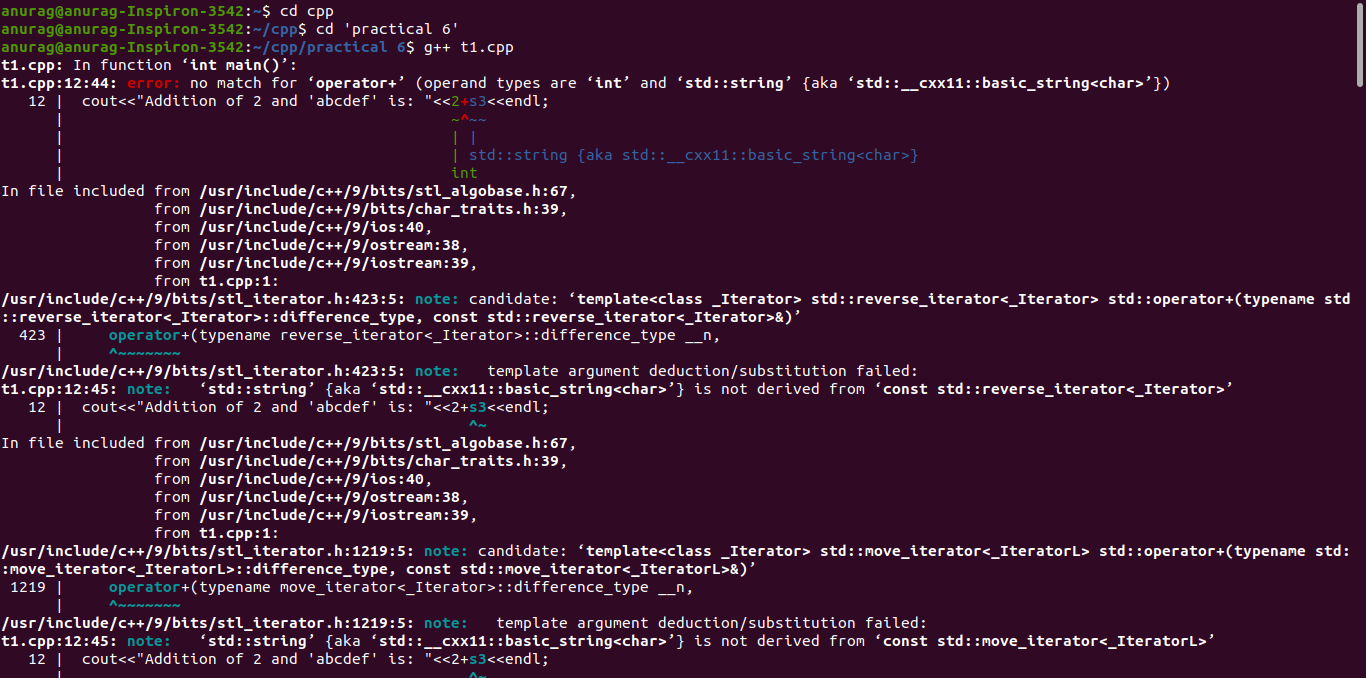 anurag@anurag-Inspiron-3542:~$ cd cpp
anurag@anurag-Inspiron-3542:~/cpp$ cd 'practical 6'
anurag@anurag-Inspiron-3542:~/cpp/practical 6$ g++ t1.cpp
t1.cpp: In function ‘int main()’:
t1.cpp:12:44: error: no match for ‘operator+’ (operand types are ‘int’ and ‘std::string’ {aka ‘std::__cxx11::basic_string<char>’})
   12 |  cout<<"Addition of 2 and 'abcdef' is: "<<2+s3<<endl;
      |                                           ~^~~
      |                                           | |
      |                                           | std::string {aka std::__cxx11::basic_string<char>}
      |                                           int
In file included from /usr/include/c++/9/bits/stl_algobase.h:67,
                 from /usr/include/c++/9/bits/char_traits.h:39,
                 from /usr/include/c++/9/ios:40,
                 from /usr/include/c++/9/ostream:38,
                 from /usr/include/c++/9/iostream:39,
                 from t1.cpp:1:
/usr/include/c++/9/bits/stl_iterator.h:423:5: note: candidate: ‘template<class _Iterator> std::reverse_iterator<_Iterator> std::operator+(typename std
::reverse_iterator<_Iterator>::difference_type, const std::reverse_iterator<_Iterator>&)’
  423 |     operator+(typename reverse_iterator<_Iterator>::difference_type __n,
      |     ^~~~~~~~
/usr/include/c++/9/bits/stl_iterator.h:423:5: note:   template argument deduction/substitution failed:
t1.cpp:12:45: note:   ‘std::string’ {aka ‘std::__cxx11::basic_string<char>’} is not derived from ‘const std::reverse_iterator<_Iterator>’
   12 |  cout<<"Addition of 2 and 'abcdef' is: "<<2+s3<<endl;
      |                                             ^~
In file included from /usr/include/c++/9/bits/stl_algobase.h:67,
                 from /usr/include/c++/9/bits/char_traits.h:39,
                 from /usr/include/c++/9/ios:40,
                 from /usr/include/c++/9/ostream:38,
                 from /usr/include/c++/9/iostream:39,
                 from t1.cpp:1:
/usr/include/c++/9/bits/stl_iterator.h:1219:5: note: candidate: ‘template<class _Iterator> std::move_iterator<_IteratorL> std::operator+(typename std:
:move_iterator<_IteratorL>::difference_type, const std::move_iterator<_IteratorL>&)’
 1219 |     operator+(typename move_iterator<_Iterator>::difference_type __n,
      |     ^~~~~~~~
/usr/include/c++/9/bits/stl_iterator.h:1219:5: note:   template argument deduction/substitution failed:
t1.cpp:12:45: note:   ‘std::string’ {aka ‘std::__cxx11::basic_string<char>’} is not derived from ‘const std::move_iterator<_IteratorL>’
   12 |  cout<<"Addition of 2 and 'abcdef' is: "<<2+s3<<endl;
      |                                             ^~